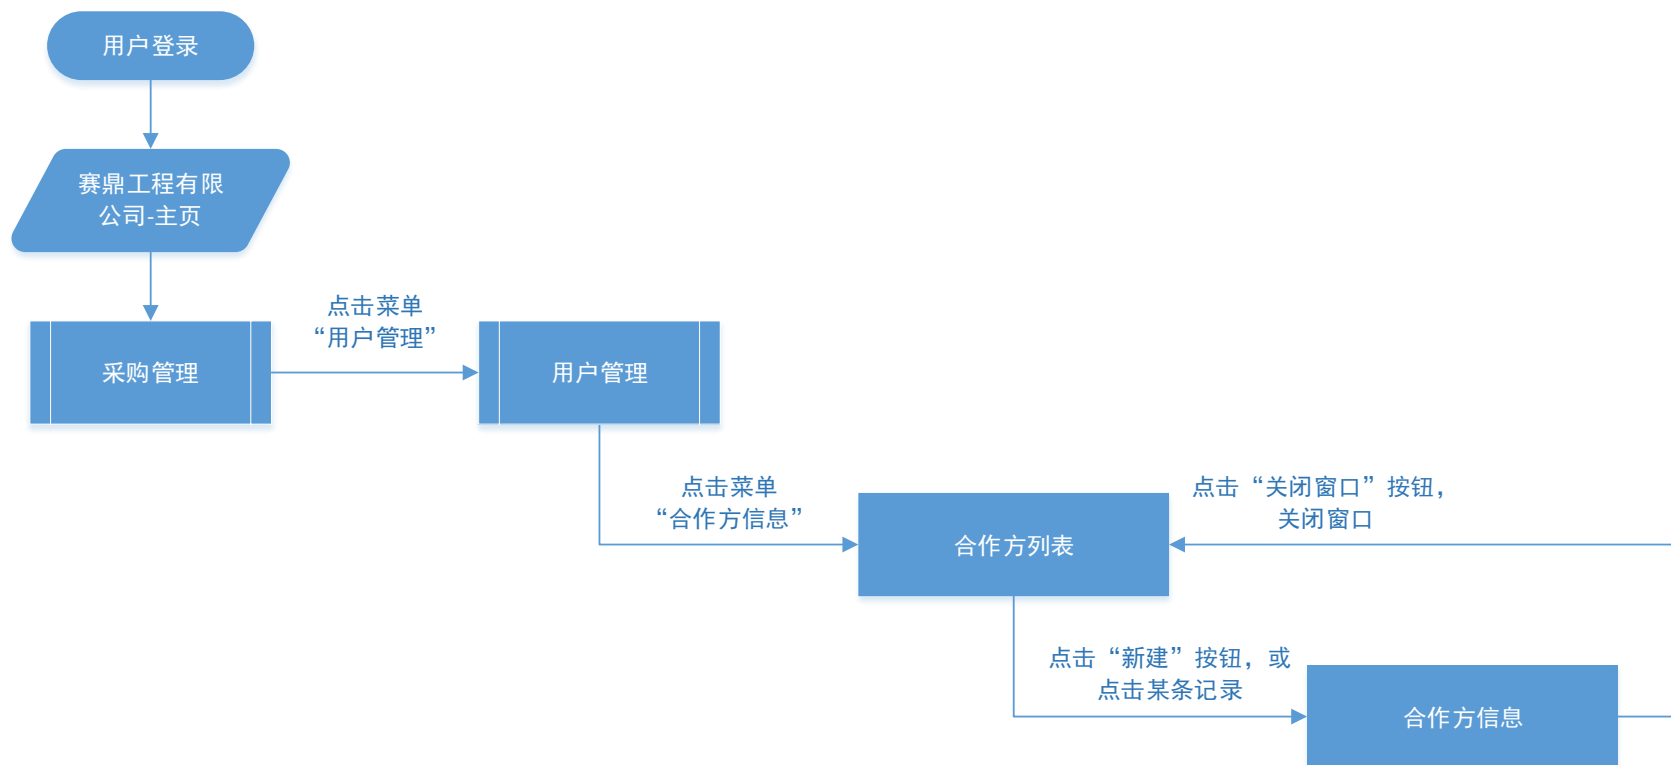 用户登录
赛鼎工程有限
公司-主页
点击菜单
“用户管理”
采购管理
用户管理
点击菜单
“合作方信息”
点击“关闭窗口”按钮，
关闭窗口
合作方列表
点击“新建”按钮，或
点击某条记录
合作方信息